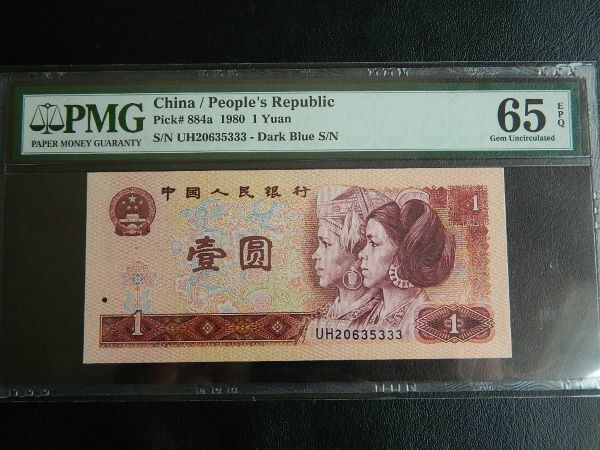 PMG
PAPER MONEY GUARANTY
China / People's Republic
Pick# 884a 1980 1 Yuan
S/N UH20635333 - Dark Blue S/N
65 EPQ
Gem Uncirculated
中国人民银行
1
壹圆
1
UH20635333
1